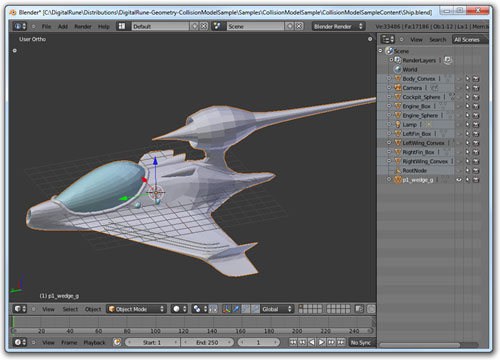 Blender* [C:\DigitalRune\Distributions\DigitalRune-Geometry-CollisionModelSample\Samples\CollisionModelSample\CollisionModelSampleContent\Ship.blend]
File Add Render Help Default Scene Blender Render Ve:33486 | Fa:17186 | Ob:1-12 | La:1 | Mem:
User Ortho
View Search All Scenes
Scene
RenderLayers
World
Body_Convex
Camera
Cockpit_Sphere
Engine_Box
Engine_Sphere
Lamp
LeftFin_Box
LeftWing_Convex
RightFin_Box
RightWing_Convex
RootNode
p1_wedge_g
(1) p1_wedge_g
View Select Object Object Mode Global
0 20 40 60 80 100 120 140 160 180 200 220 240
View Frame Playback Start: 1 End: 250 1 No Sync